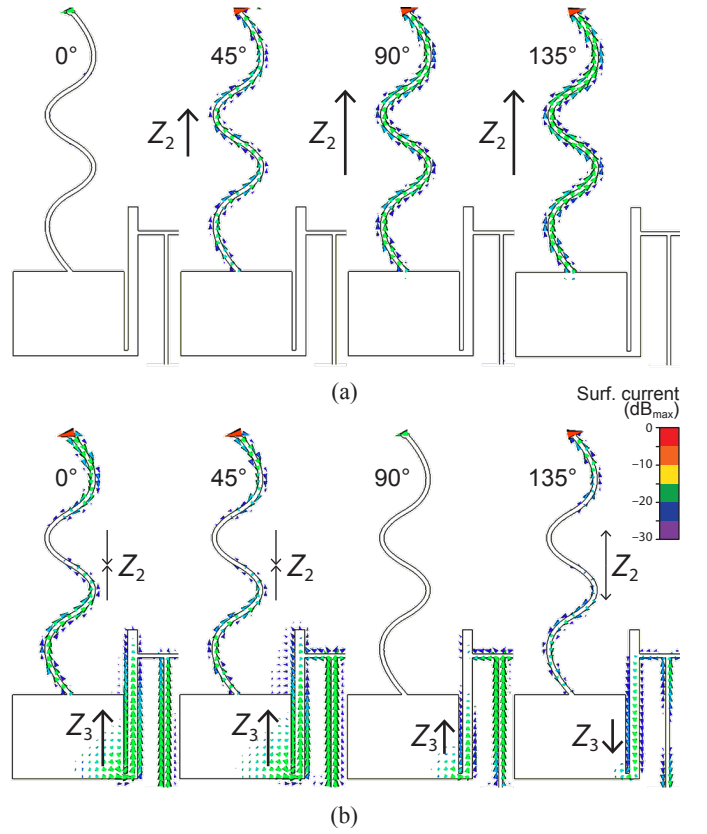 0° 45° 90° 135°
Z2 Z2 Z2
(a)
Surf. current
(dBmax)
0
−10
−20
−30
0° 45° 90° 135°
Z2 Z2 Z2
Z3 Z3 Z3 Z3
(b)